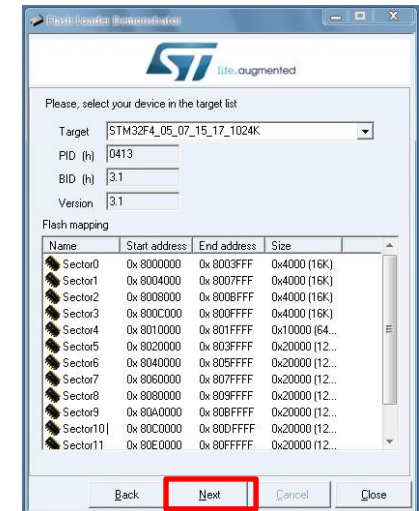 Flash Loader Demonstrator
life.augmented
Please, select your device in the target list
Target STM32F4_05_07_15_17_1024K
PID (h) 0413
BID (h) 3.1
Version 3.1
Flash mapping
Name Start address End address Size
Sector0 0x 8000000 0x 8003FFF 0x4000 (16K)
Sector1 0x 8004000 0x 8007FFF 0x4000 (16K)
Sector2 0x 8008000 0x 800BFFF 0x4000 (16K)
Sector3 0x 800C000 0x 800FFFF 0x4000 (16K)
Sector4 0x 8010000 0x 801FFFF 0x10000 (64...
Sector5 0x 8020000 0x 803FFFF 0x20000 (12...
Sector6 0x 8040000 0x 805FFFF 0x20000 (12...
Sector7 0x 8060000 0x 807FFFF 0x20000 (12...
Sector8 0x 8080000 0x 809FFFF 0x20000 (12...
Sector9 0x 80A0000 0x 80BFFFF 0x20000 (12...
Sector10 0x 80C0000 0x 80DFFFF 0x20000 (12...
Sector11 0x 80E0000 0x 80FFFFF 0x20000 (12...
Back Next Cancel Close